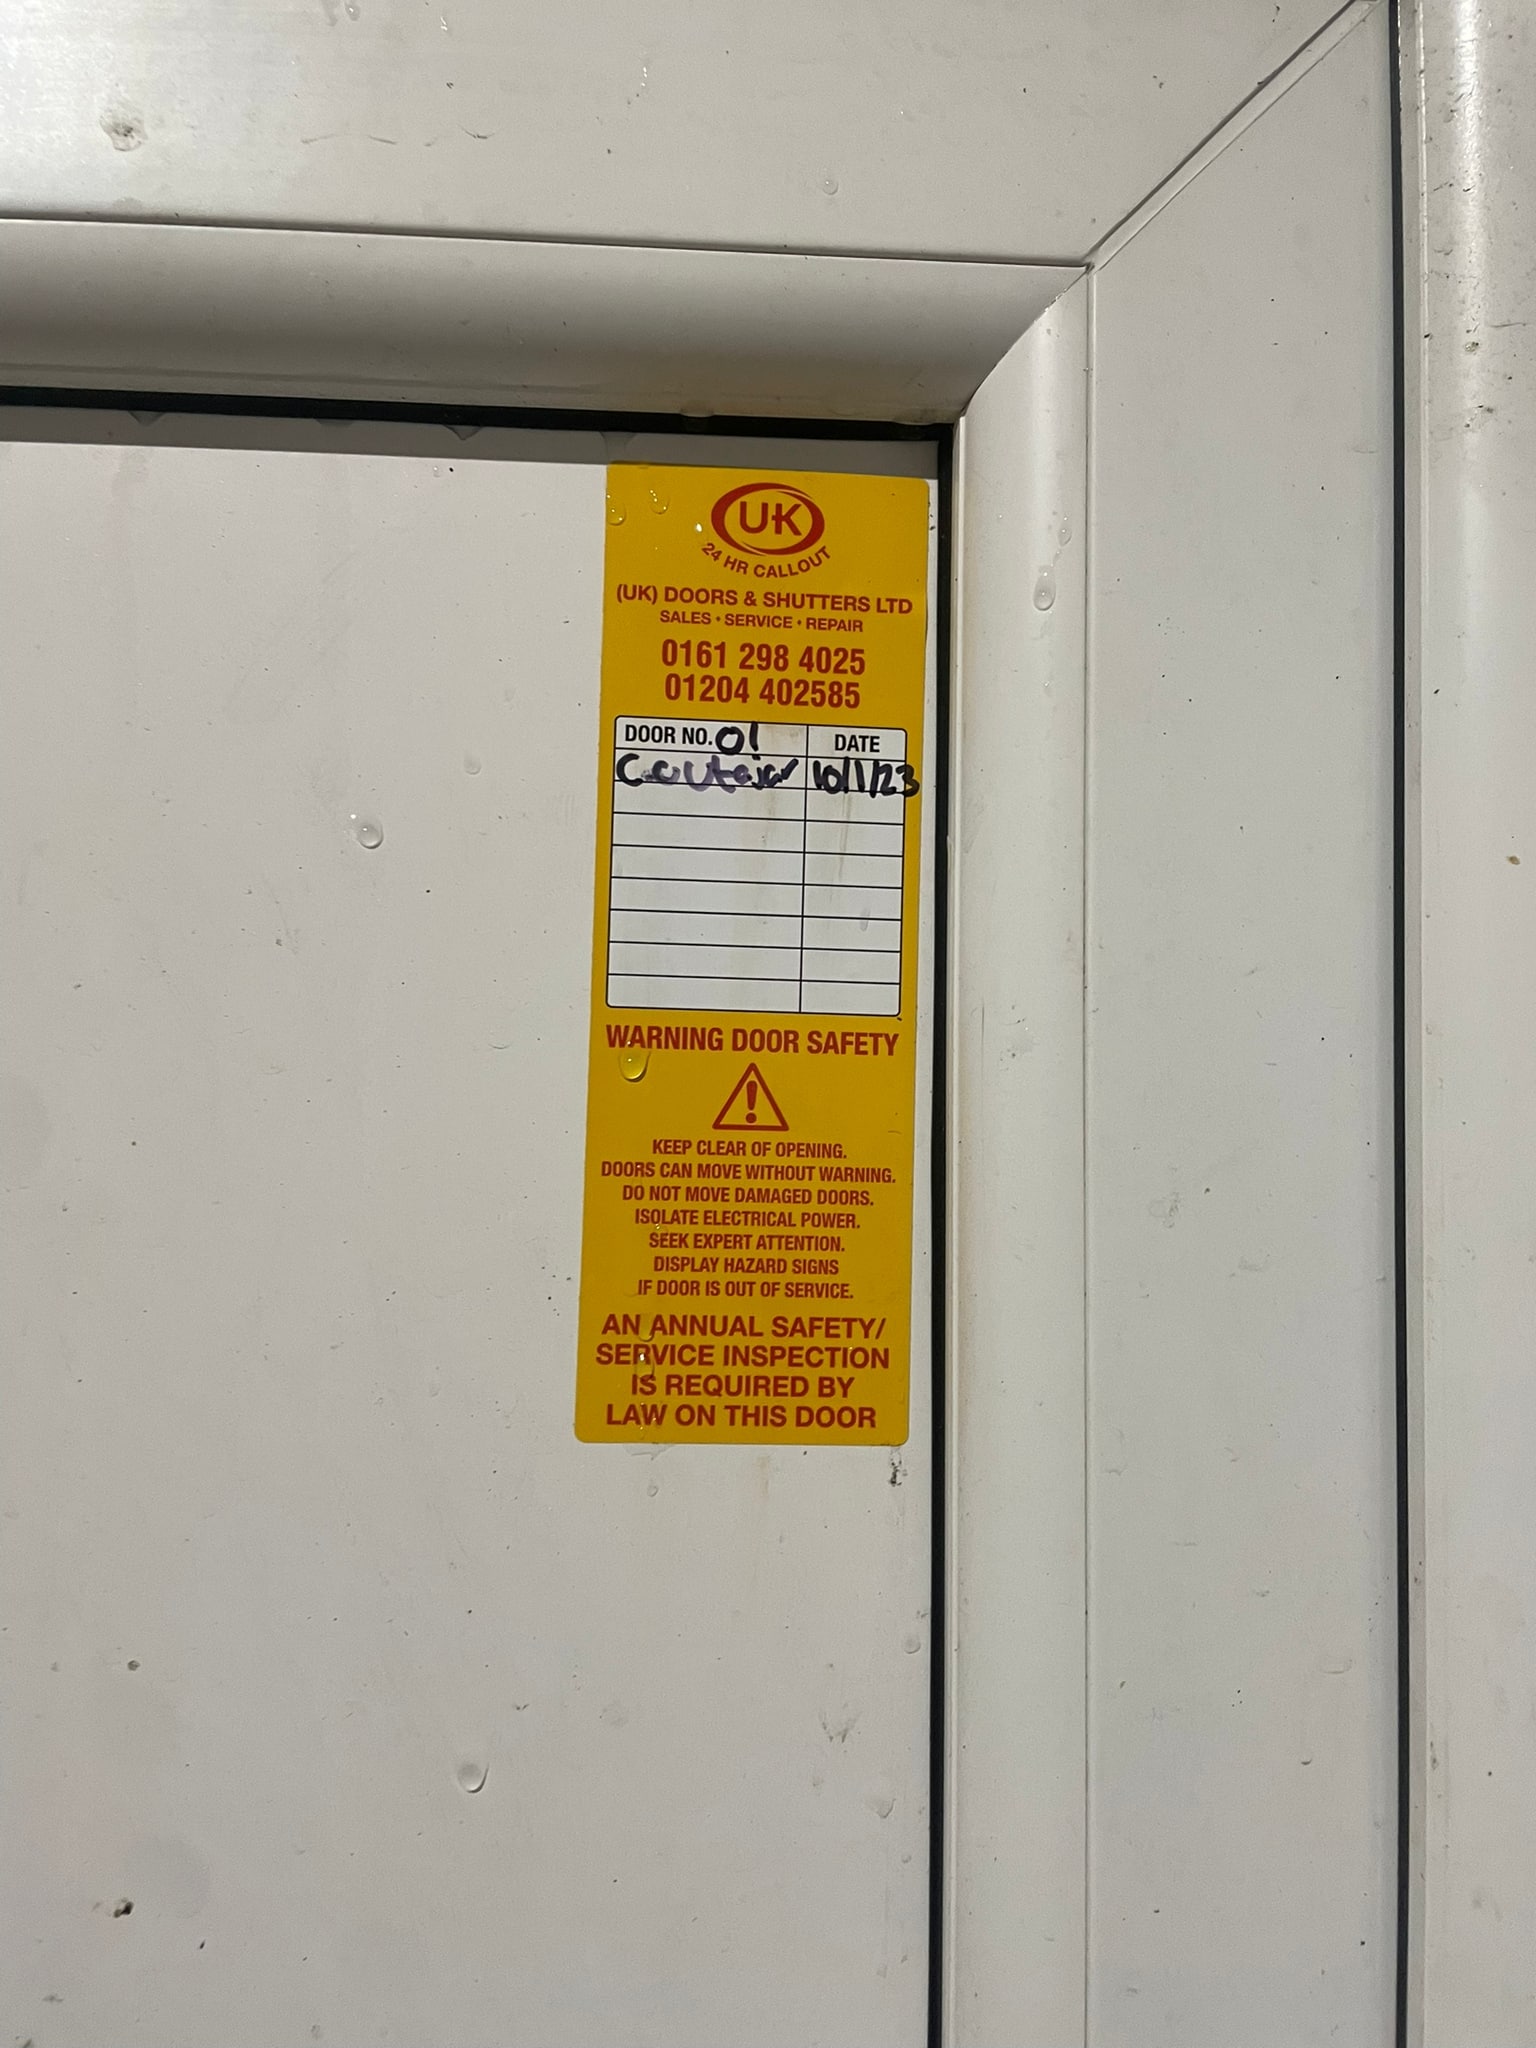 UK
24 HR CALLOUT
(UK) DOORS & SHUTTERS LTD
SALES • SERVICE • REPAIR
0161 298 4025
01204 402585
DOOR NO. 01 DATE
10/1/23
WARNING DOOR SAFETY
KEEP CLEAR OF OPENING.
DOORS CAN MOVE WITHOUT WARNING.
DO NOT MOVE DAMAGED DOORS.
ISOLATE ELECTRICAL POWER.
SEEK EXPERT ATTENTION.
DISPLAY HAZARD SIGNS
IF DOOR IS OUT OF SERVICE.
AN ANNUAL SAFETY/
SERVICE INSPECTION
IS REQUIRED BY
LAW ON THIS DOOR